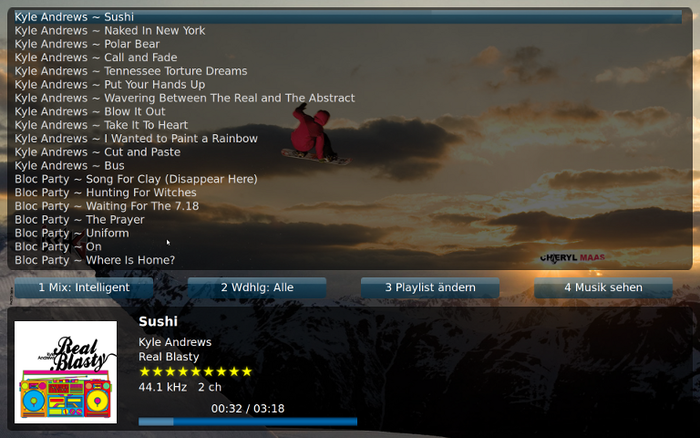 Kyle Andrews ~ Sushi
Kyle Andrews ~ Naked In New York
Kyle Andrews ~ Polar Bear
Kyle Andrews ~ Call and Fade
Kyle Andrews ~ Tennessee Torture Dreams
Kyle Andrews ~ Put Your Hands Up
Kyle Andrews ~ Wavering Between The Real and The Abstract
Kyle Andrews ~ Blow It Out
Kyle Andrews ~ Take It To Heart
Kyle Andrews ~ I Wanted to Paint a Rainbow
Kyle Andrews ~ Cut and Paste
Kyle Andrews ~ Bus
Bloc Party ~ Song For Clay (Disappear Here)
Bloc Party ~ Hunting For Witches
Bloc Party ~ Waiting For The 7.18
Bloc Party ~ The Prayer
Bloc Party ~ Uniform
Bloc Party ~ On
Bloc Party ~ Where Is Home?
CHERYL MAAS
1 Mix: Intelligent
2 Wdhlg: Alle
3 Playlist ändern
4 Musik sehen
Real Blasty
Kyle Andrews
Sushi
Kyle Andrews
Real Blasty
44.1 kHz 2 ch
00:32 / 03:18